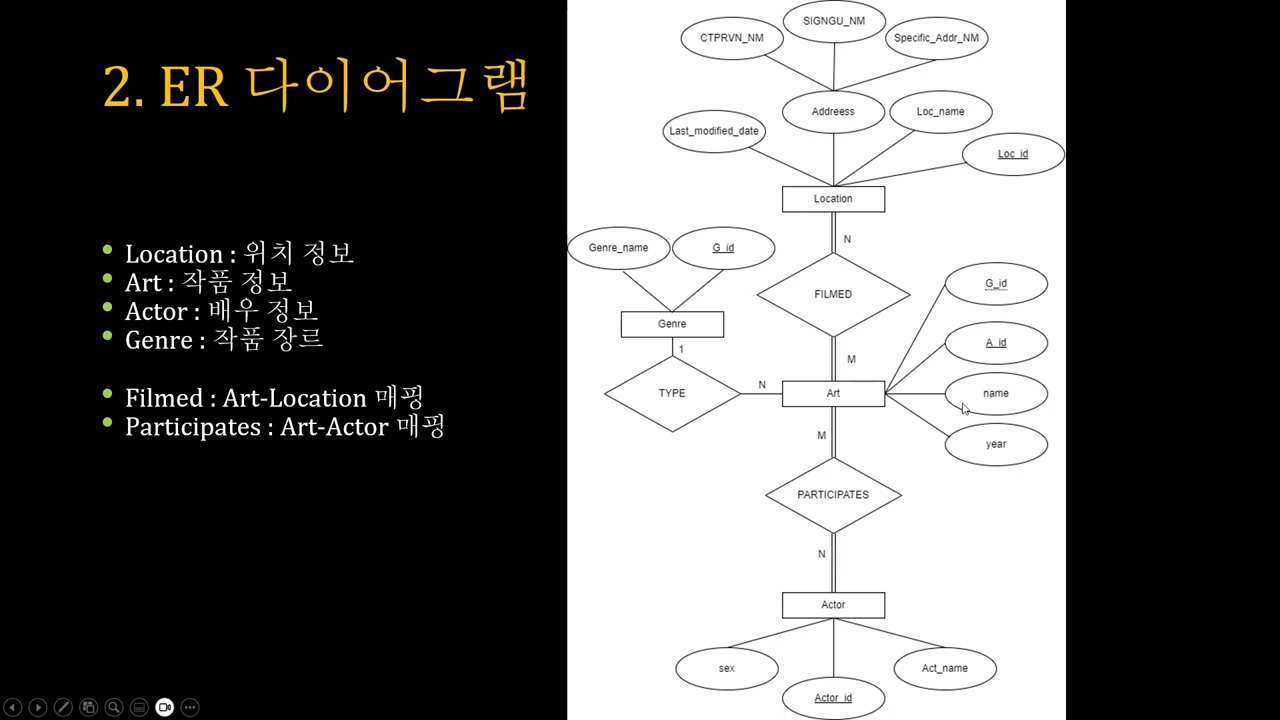 2. ER 다이어그램
Location : 위치 정보
Art : 작품 정보
Actor : 배우 정보
Genre : 작품 장르
Filmed : Art-Location 매핑
Participates : Art-Actor 매핑
SIGNGU_NM
CTPRVN_NM
Specific_Addr_NM
Addreess
Loc_name
Last_modified_date
Loc_id
Location
N
Genre_name
G_id
FILMED
G_id
Genre
A_id
1
M
TYPE
N
Art
name
M
year
PARTICIPATES
N
Actor
sex
Act_name
Actor_id